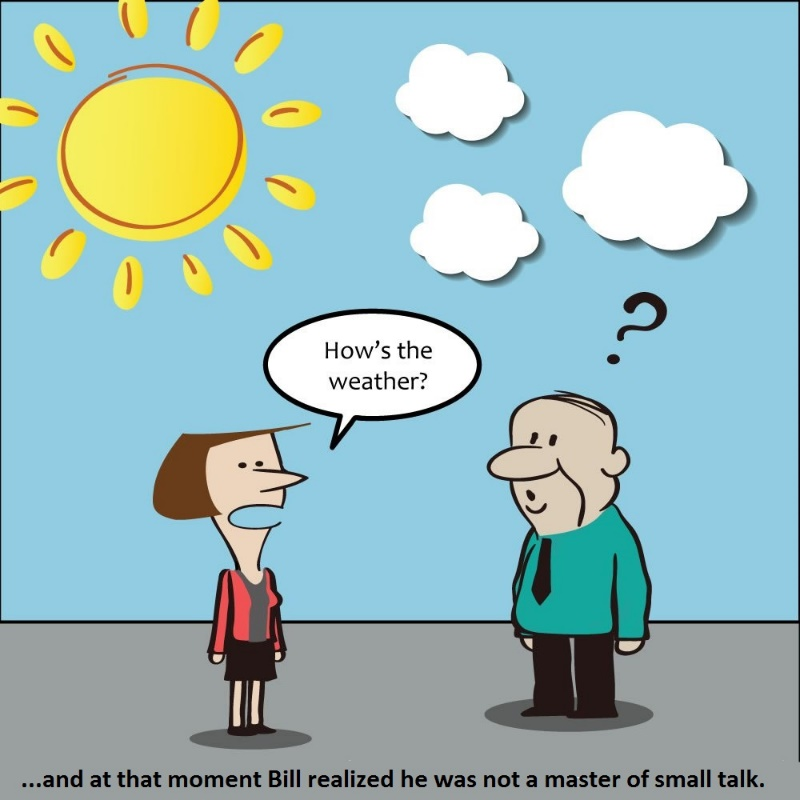 How's the
weather?
?
...and at that moment Bill realized he was not a master of small talk.